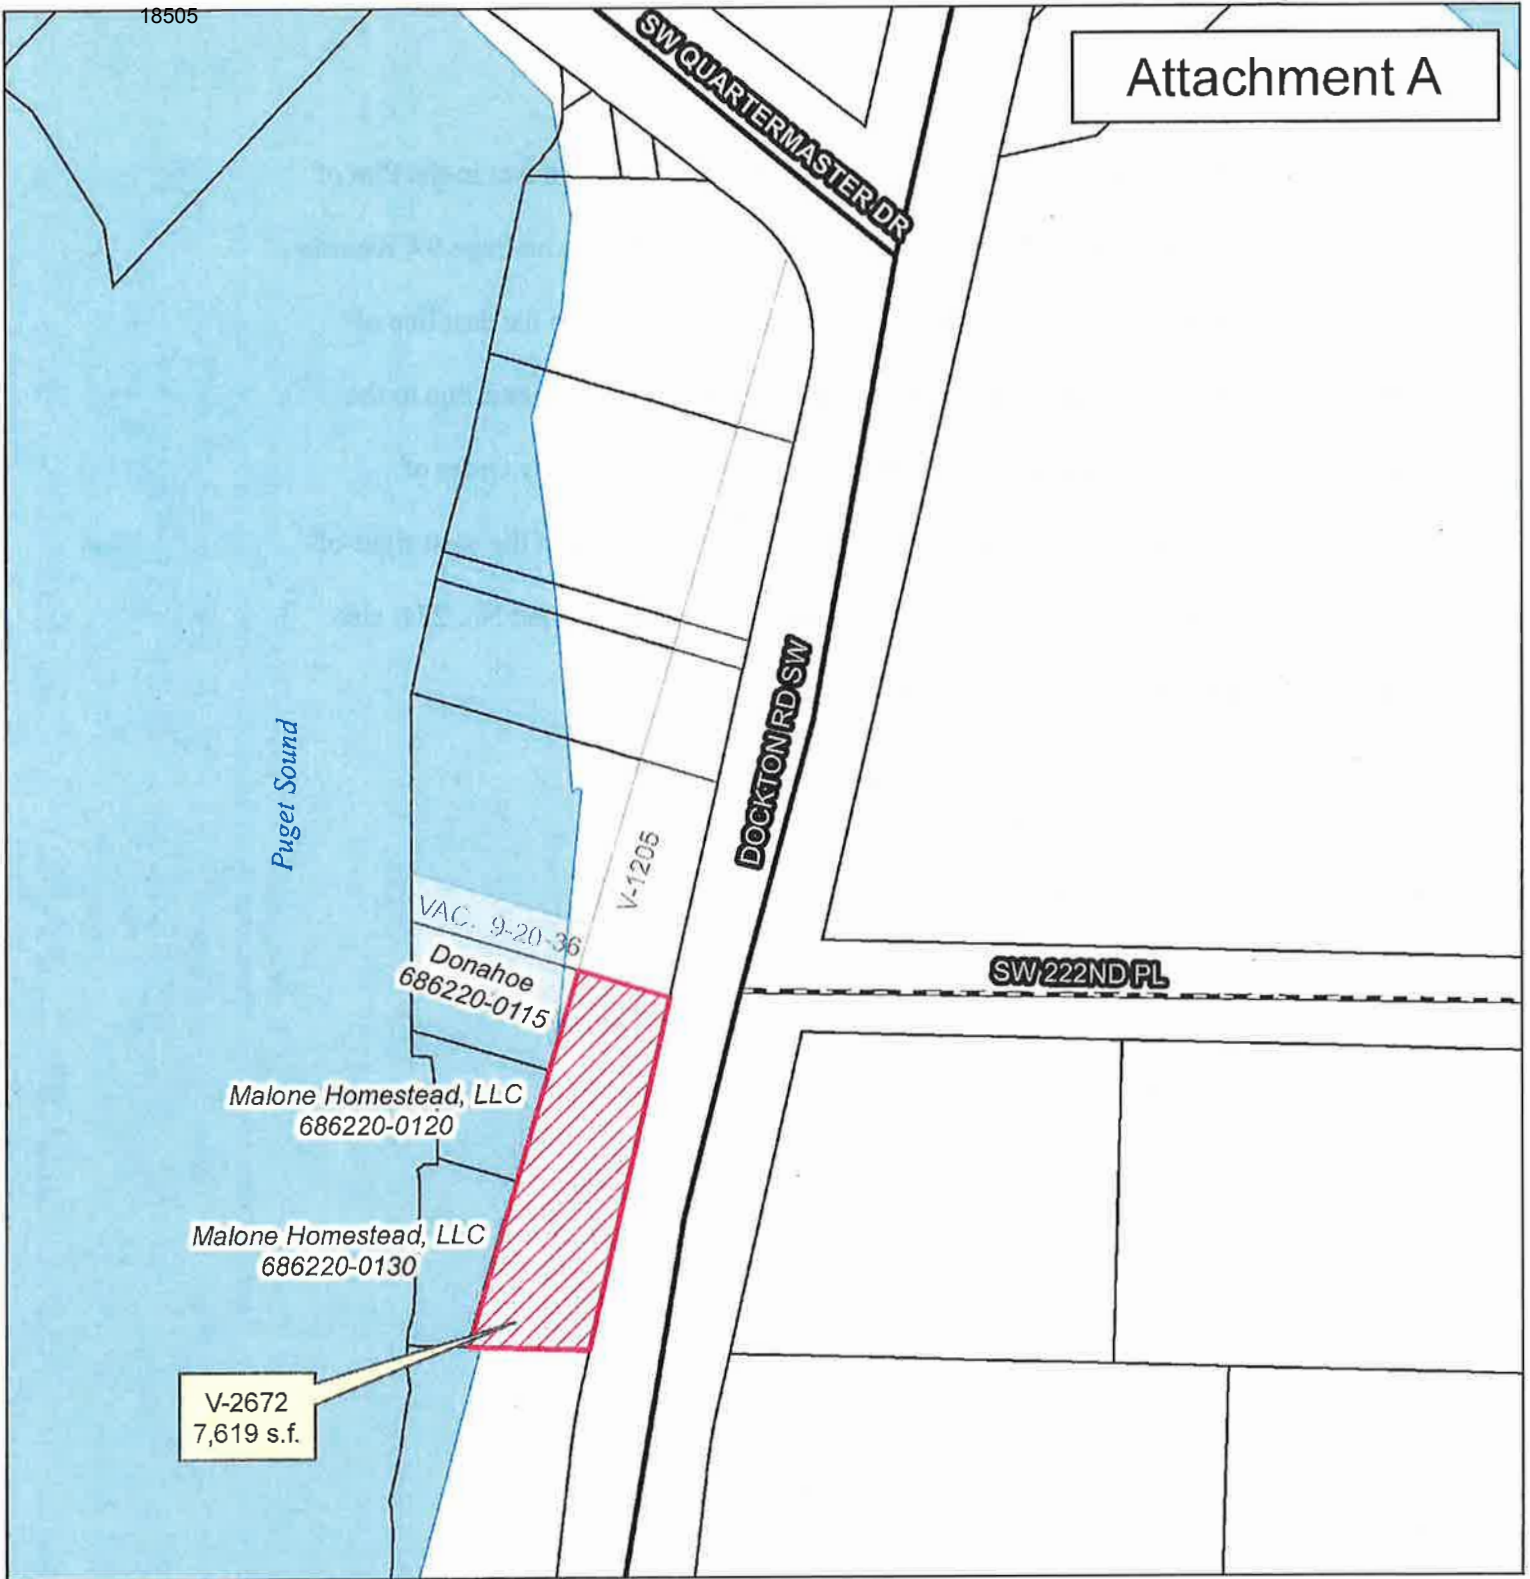 18505
Attachment A
SW QUARTERMASTER DR
DOCKTON RD SW
Puget Sound
V-1205
VAC. 9-20-36
Donahoe
686220-0115
SW 222ND PL
Malone Homestead, LLC
686220-0120
Malone Homestead, LLC
686220-0130
V-2672
7,619 s.f.